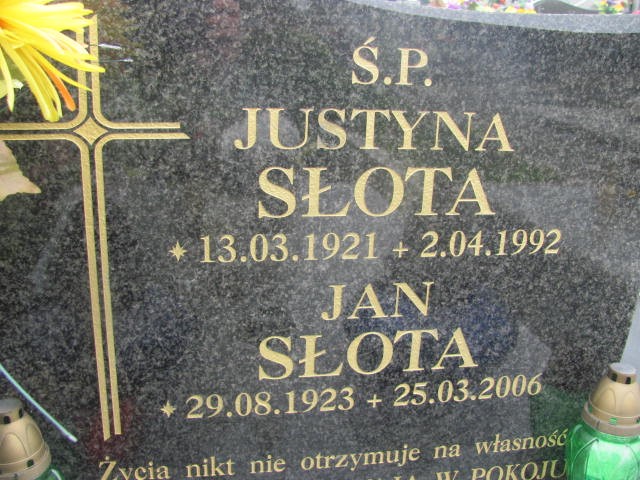 Ś.P.
JUSTYNA
SŁOTA
* 13.03.1921 + 2.04.1992
JAN
SŁOTA
* 29.08.1923 + 25.03.2006
Życia nikt nie otrzymuje na własność
W POKOJU